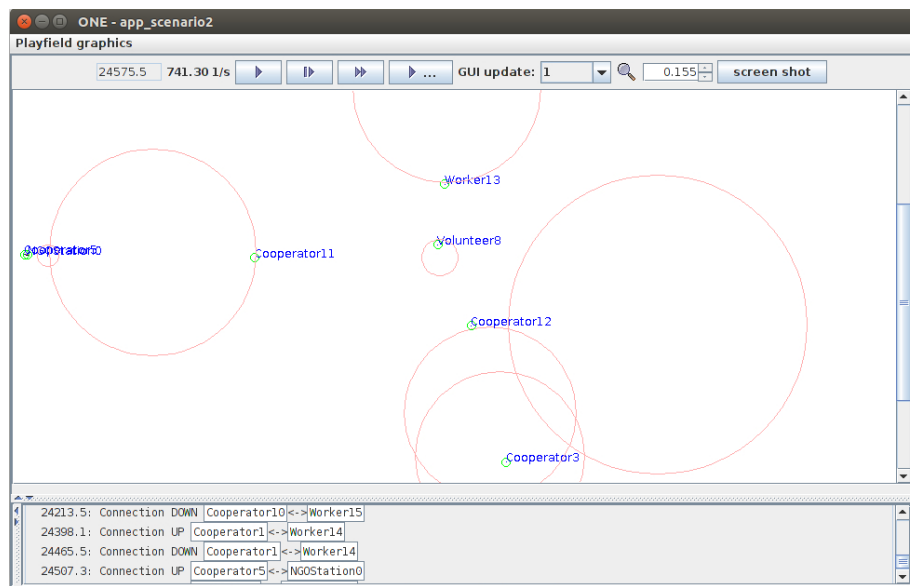 ONE - app_scenario2
Playfield graphics
24575.5 741.30 1/s ... GUI update: 1 0.155 screen shot
Worker13
Volunteer8
Cooperator5 NGOStation0
Cooperator11
Cooperator12
Cooperator3
24213.5: Connection DOWN Cooperator10 <-> Worker15
24398.1: Connection UP Cooperator1 <-> Worker14
24465.5: Connection DOWN Cooperator1 <-> Worker14
24507.3: Connection UP Cooperator5 <-> NGOStation0